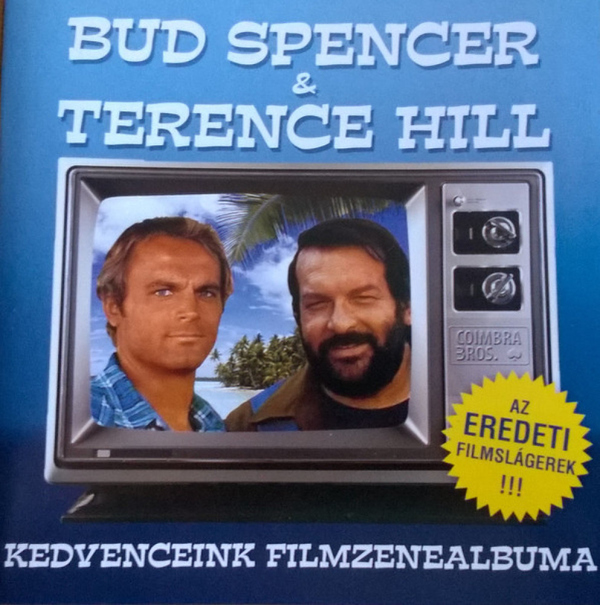 BUD SPENCER
&
TERENCE HILL
COIMBRA
BROS.
AZ
EREDETI
FILMSLÁGEREK
!!!
KEDVENCEINK FILMZENEALBUMA